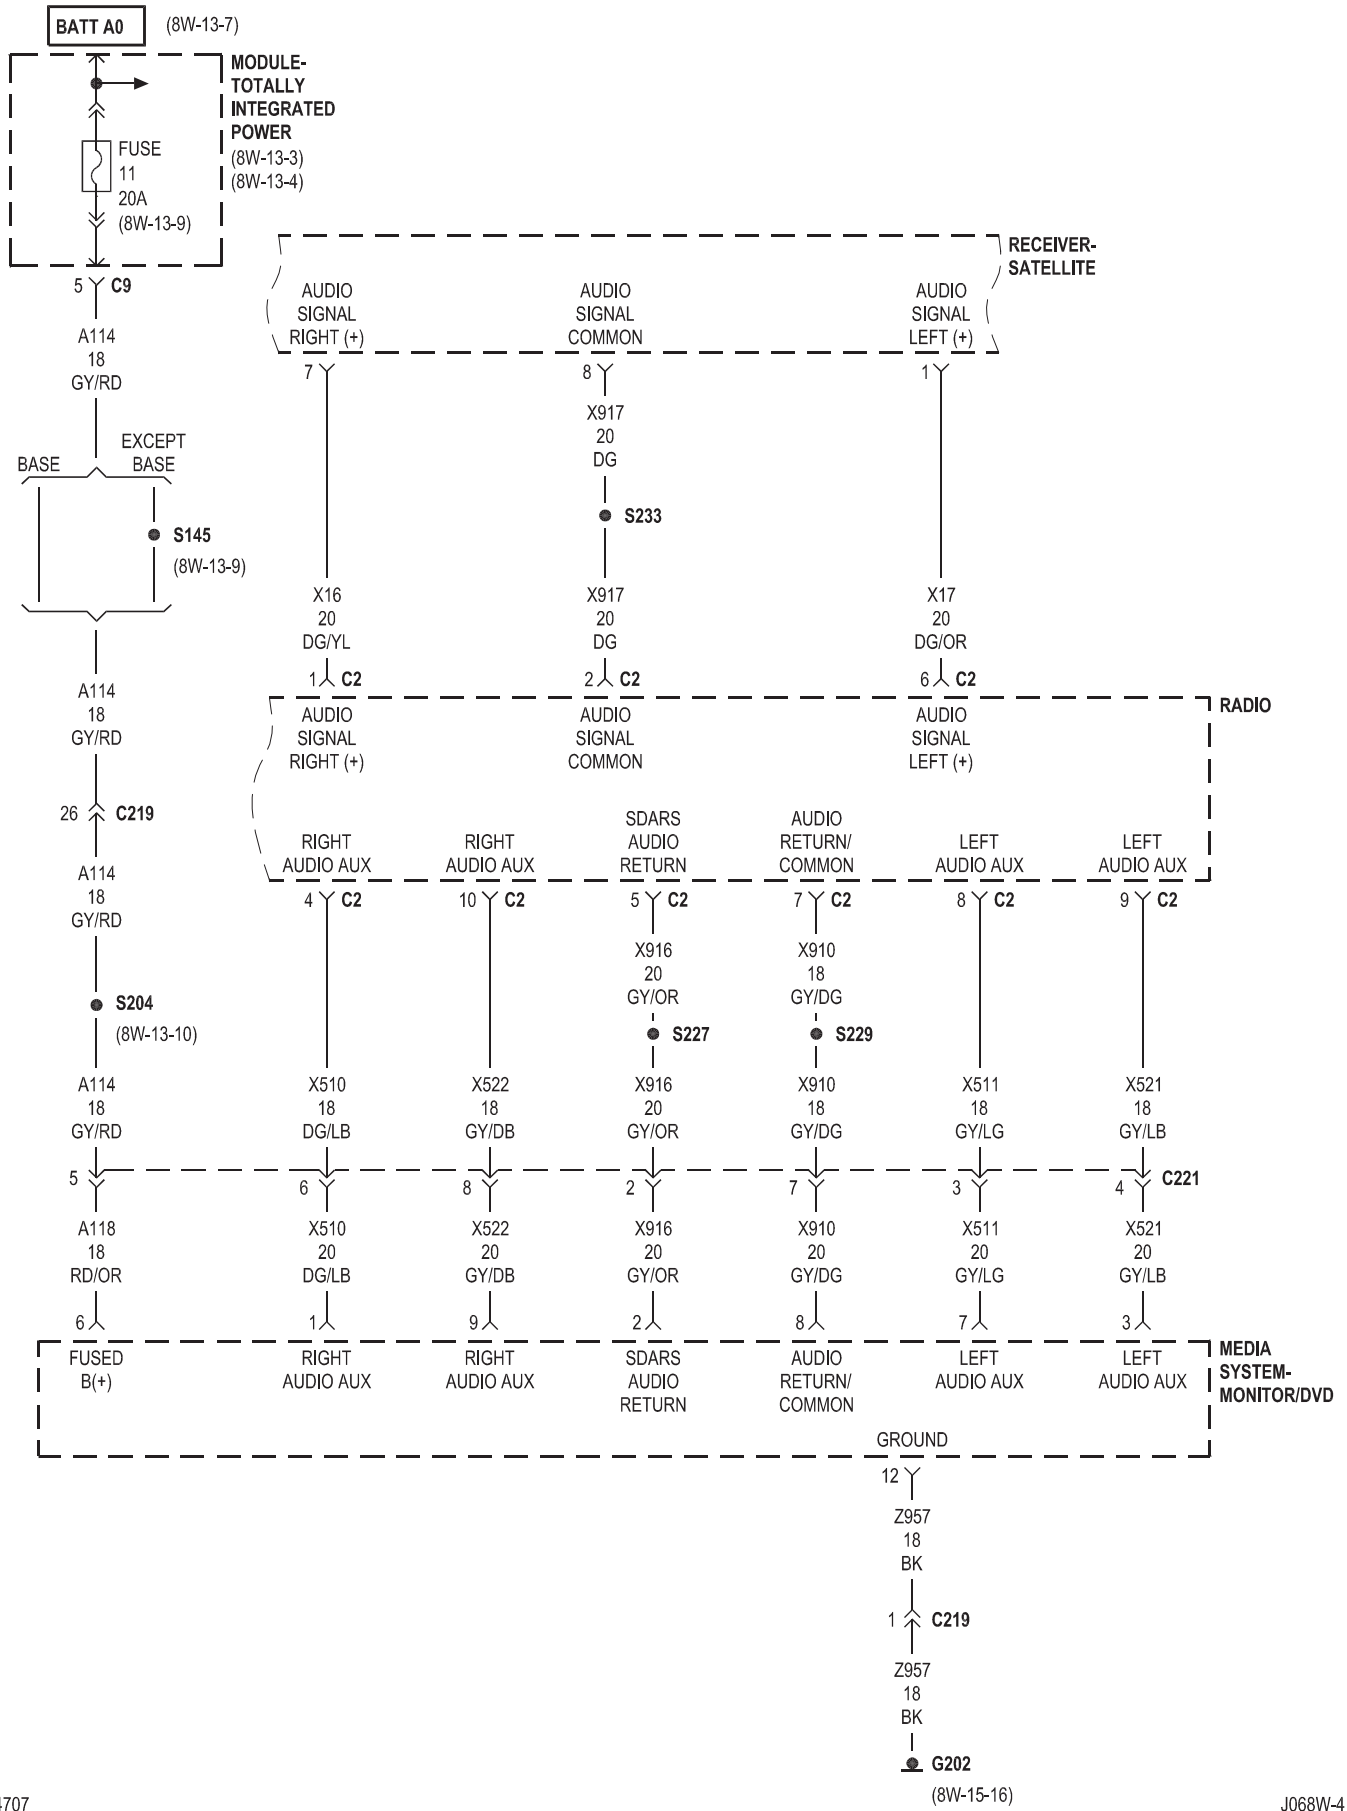 BATT A0 (8W-13-7)
MODULE-
TOTALLY
INTEGRATED
POWER
(8W-13-3)
(8W-13-4)
FUSE
11
20A
(8W-13-9)
5 C9
A114
18
GY/RD
BASE
EXCEPT
BASE
S145
(8W-13-9)
A114
18
GY/RD
26 C219
A114
18
GY/RD
S204
(8W-13-10)
A114
18
GY/RD
5
A118
18
RD/OR
6
RECEIVER-
SATELLITE
AUDIO
SIGNAL
RIGHT (+)
AUDIO
SIGNAL
COMMON
AUDIO
SIGNAL
LEFT (+)
7 8 1
X917
20
DG
S233
X16
20
DG/YL
X917
20
DG
X17
20
DG/OR
1 C2 2 C2 6 C2
RADIO
AUDIO
SIGNAL
RIGHT (+)
AUDIO
SIGNAL
COMMON
AUDIO
SIGNAL
LEFT (+)
RIGHT
AUDIO AUX
RIGHT
AUDIO AUX
SDARS
AUDIO
RETURN
AUDIO
RETURN/
COMMON
LEFT
AUDIO AUX
LEFT
AUDIO AUX
4 C2 10 C2 5 C2 7 C2 8 C2 9 C2
X916
20
GY/OR
X910
18
GY/DG
S227 S229
X510
18
DG/LB
X522
18
GY/DB
X916
20
GY/OR
X910
18
GY/DG
X511
18
GY/LG
X521
18
GY/LB
6 8 2 7 3 4 C221
X510
20
DG/LB
X522
20
GY/DB
X916
20
GY/OR
X910
20
GY/DG
X511
20
GY/LG
X521
20
GY/LB
1 9 2 8 7 3
MEDIA
SYSTEM-
MONITOR/DVD
FUSED
B(+)
RIGHT
AUDIO AUX
RIGHT
AUDIO AUX
SDARS
AUDIO
RETURN
AUDIO
RETURN/
COMMON
LEFT
AUDIO AUX
LEFT
AUDIO AUX
GROUND
12
Z957
18
BK
1 C219
Z957
18
BK
G202
(8W-15-16)
4707 J068W-4